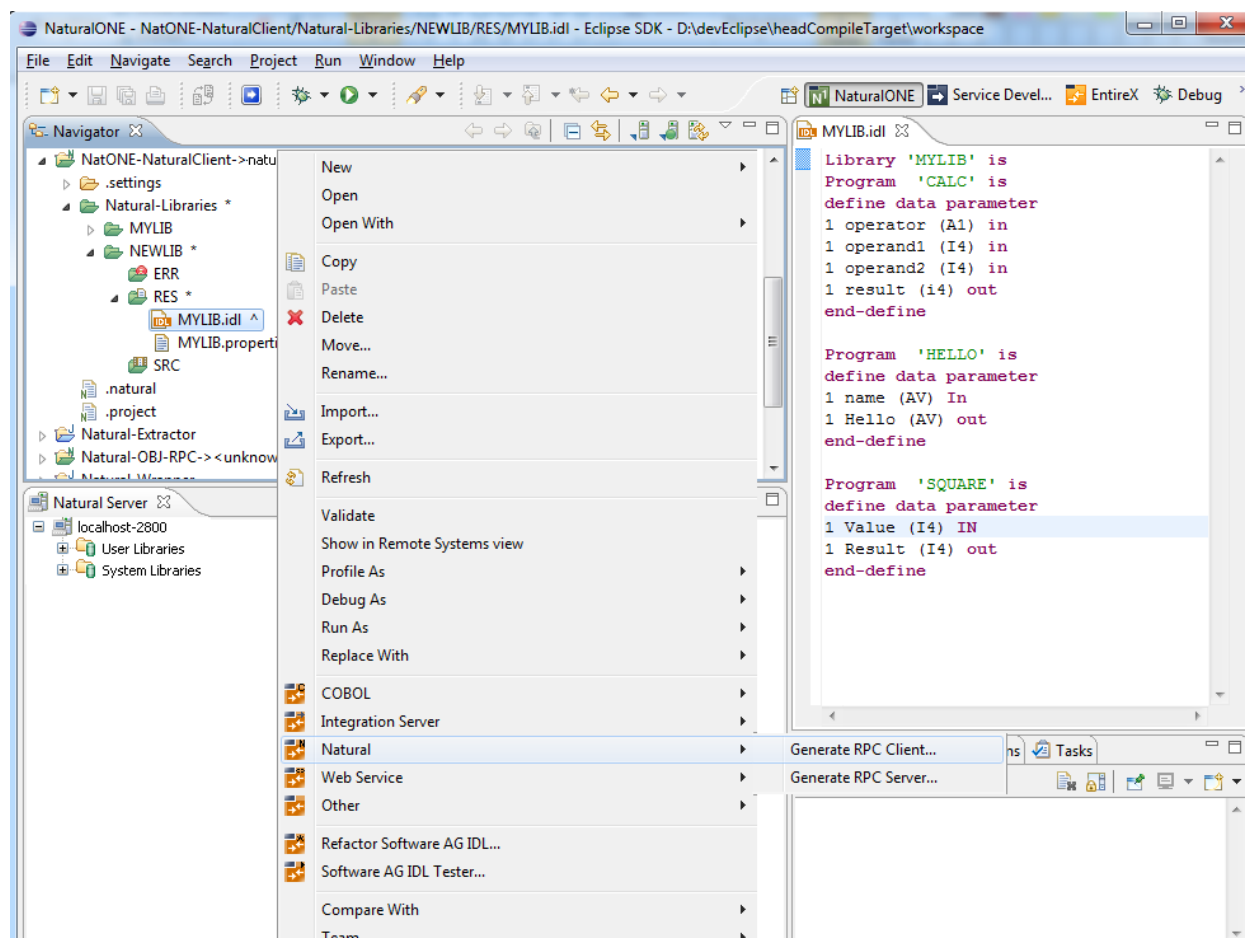 NaturalONE - NatONE-NaturalClient/Natural-Libraries/NEWLIB/RES/MYLIB.idl - Eclipse SDK - D:\devEclipse\headCompileTarget\workspace
File Edit Navigate Search Project Run Window Help
NaturalONE Service Devel... EntireX Debug
Navigator
NatONE-NaturalClient->natu
.settings
Natural-Libraries *
MYLIB
NEWLIB *
ERR
RES *
MYLIB.idl ^
MYLIB.properti
SRC
.natural
.project
Natural-Extractor
Natural-OBJ-RPC-><unknow
Natural-Wrapper
Natural Server
localhost-2800
User Libraries
System Libraries
New
Open
Open With
Copy
Paste
Delete
Move...
Rename...
Import...
Export...
Refresh
Validate
Show in Remote Systems view
Profile As
Debug As
Run As
Replace With
COBOL
Integration Server
Natural
Web Service
Other
Refactor Software AG IDL...
Software AG IDL Tester...
Compare With
Team
Generate RPC Client...
Generate RPC Server...
MYLIB.idl
Library 'MYLIB' is
Program 'CALC' is
define data parameter
1 operator (A1) in
1 operand1 (I4) in
1 operand2 (I4) in
1 result (i4) out
end-define
Program 'HELLO' is
define data parameter
1 name (AV) In
1 Hello (AV) out
end-define
Program 'SQUARE' is
define data parameter
1 Value (I4) IN
1 Result (I4) out
end-define
ns Tasks